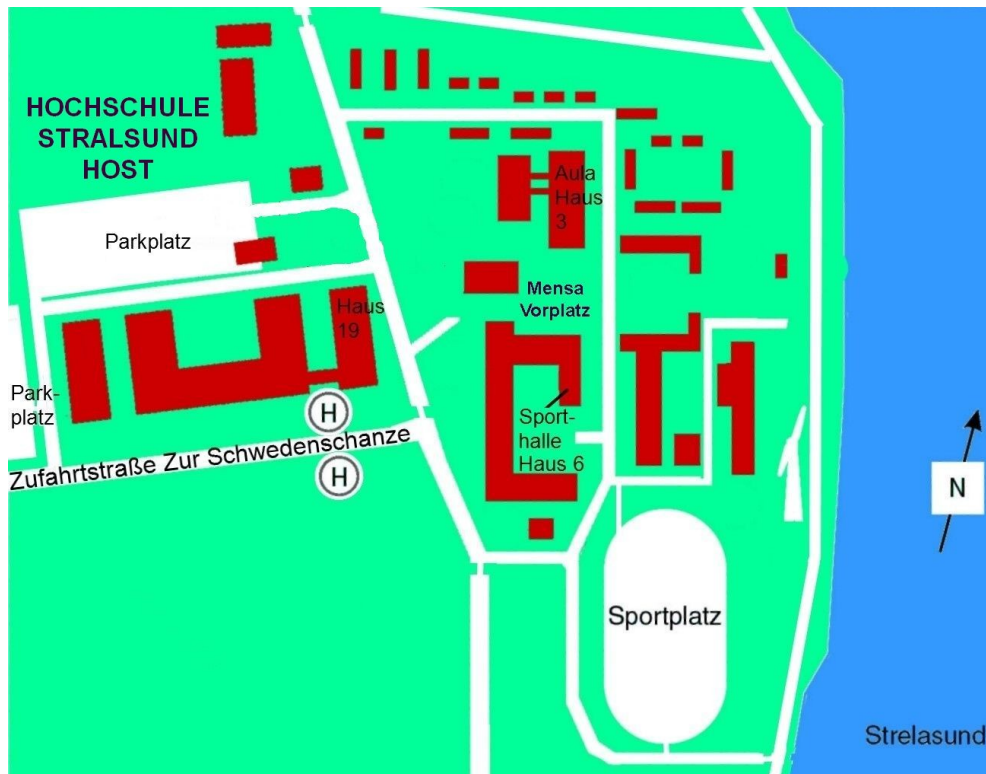 HOCHSCHULE
STRALSUND
HOST
Parkplatz
Aula
Haus
3
Mensa
Vorplatz
Haus
19
Park-
platz
H
Sport-
halle
Haus 6
Zufahrtstraße Zur Schwedenschanze
H
N
Sportplatz
Strelasund